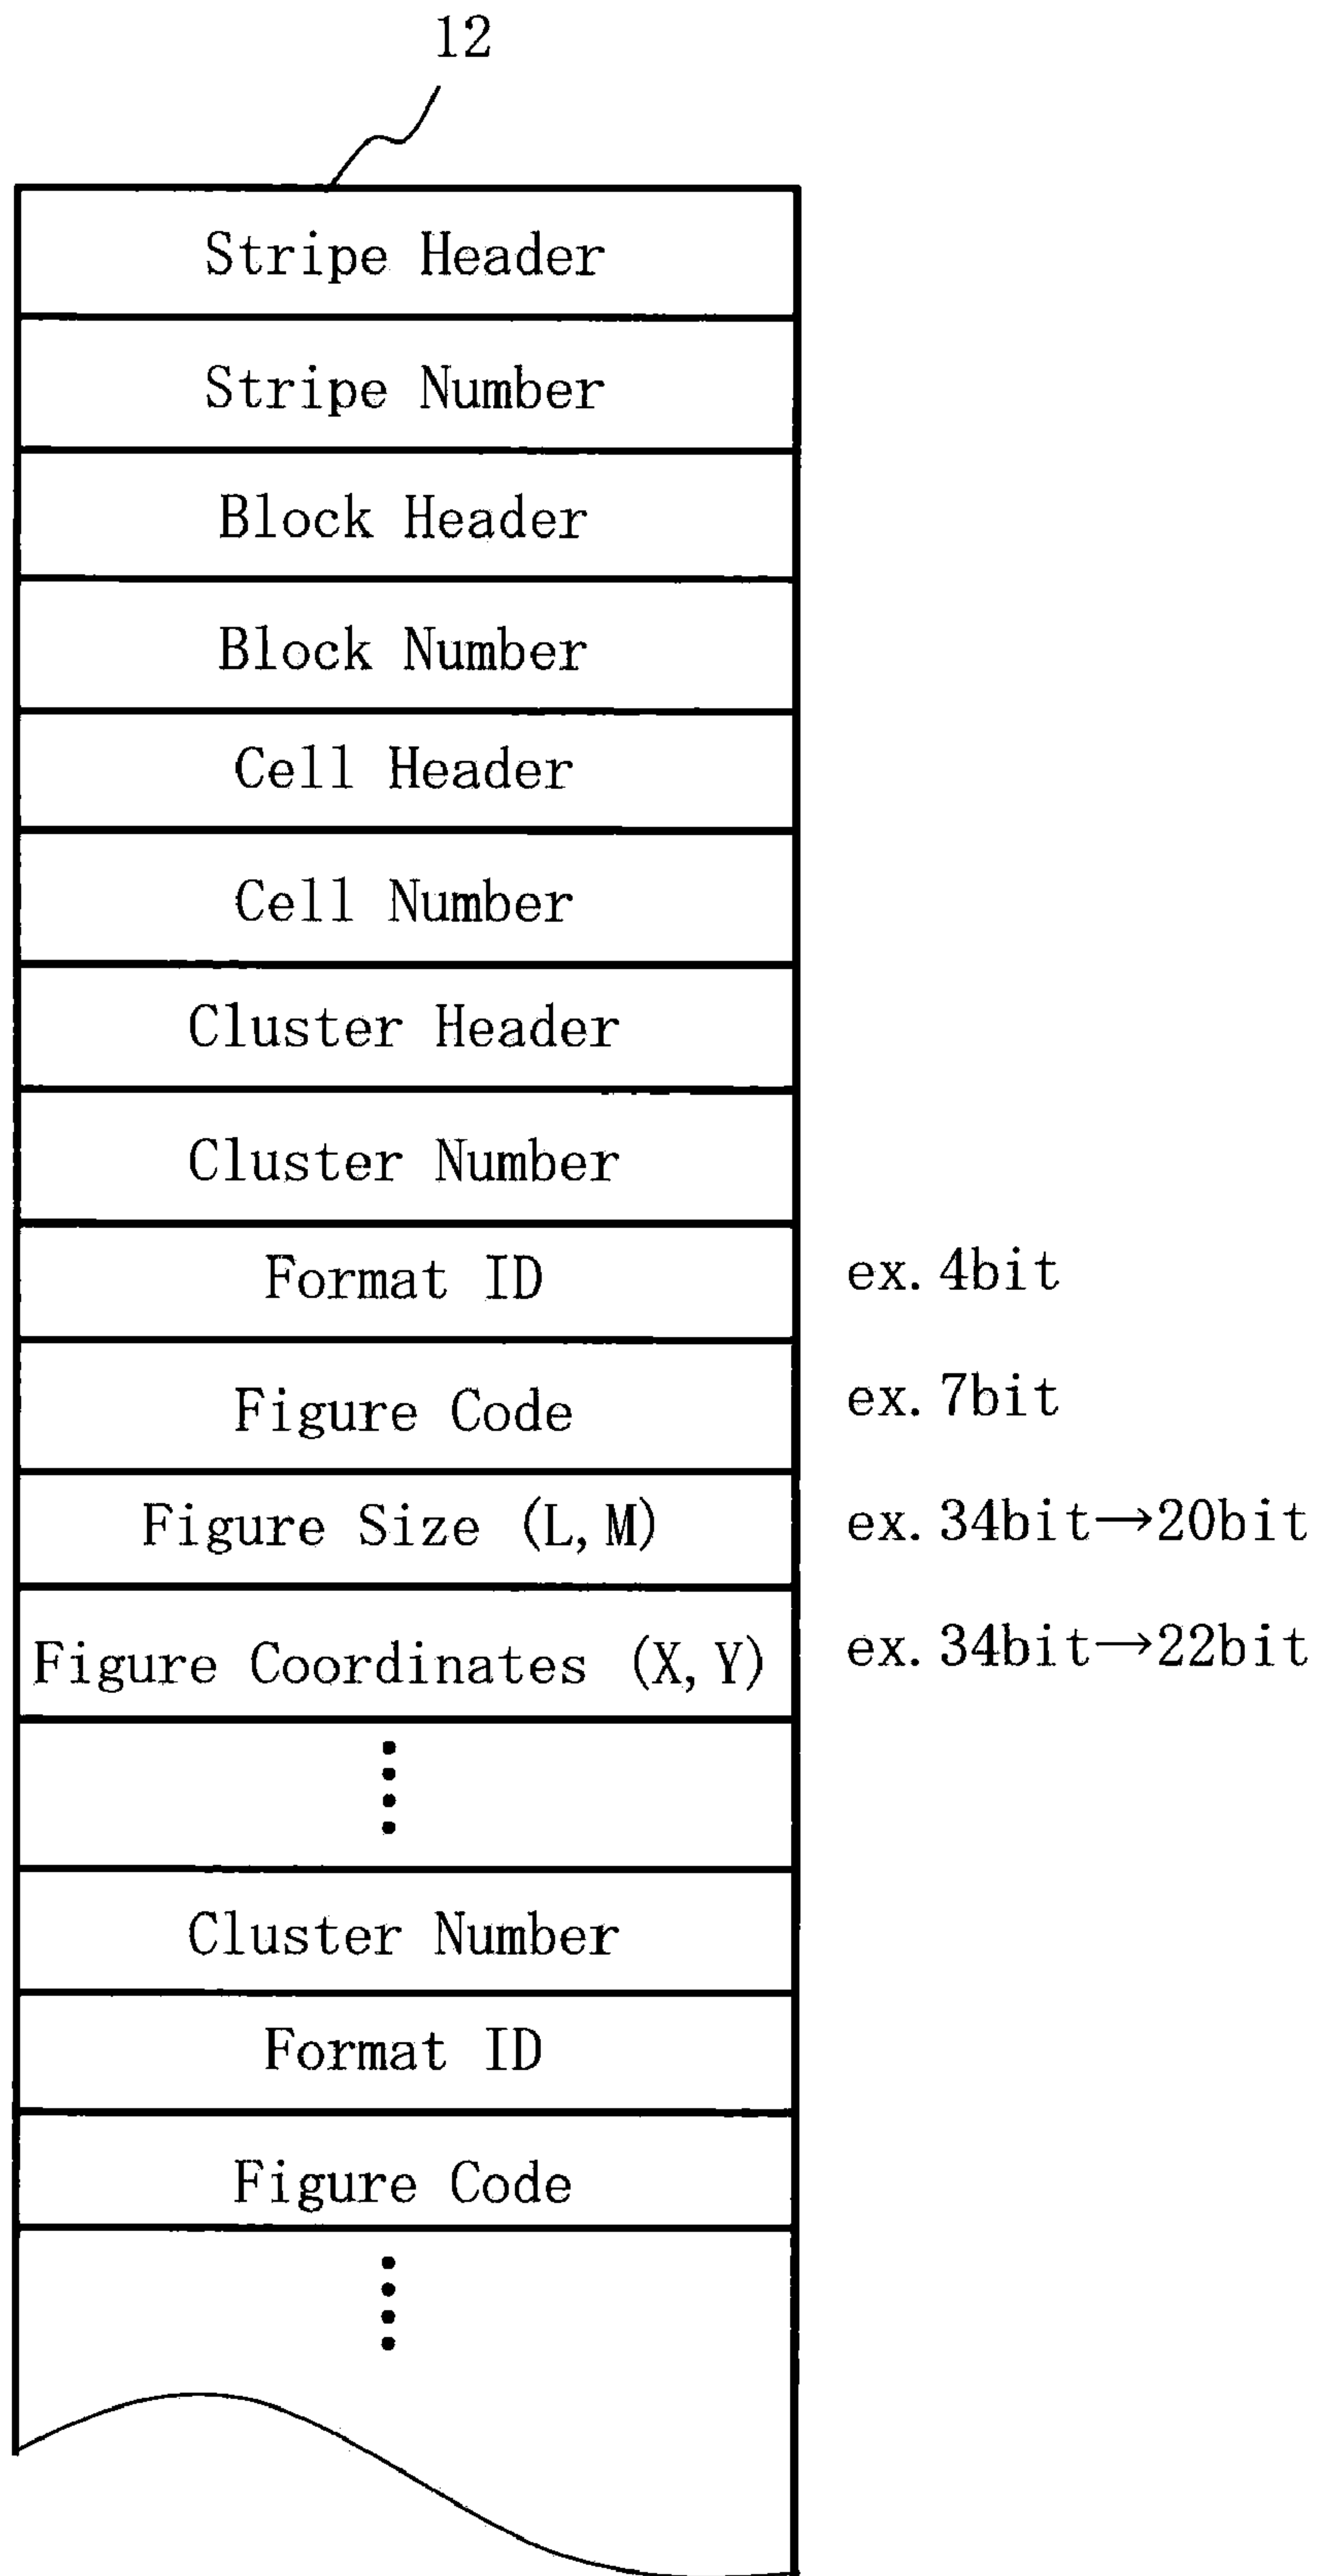 12
Stripe Header
Stripe Number
Block Header
Block Number
Cell Header
Cell Number
Cluster Header
Cluster Number
Format ID ex. 4bit
Figure Code ex. 7bit
Figure Size (L, M) ex. 34bit→20bit
Figure Coordinates (X, Y) ex. 34bit→22bit
Cluster Number
Format ID
Figure Code